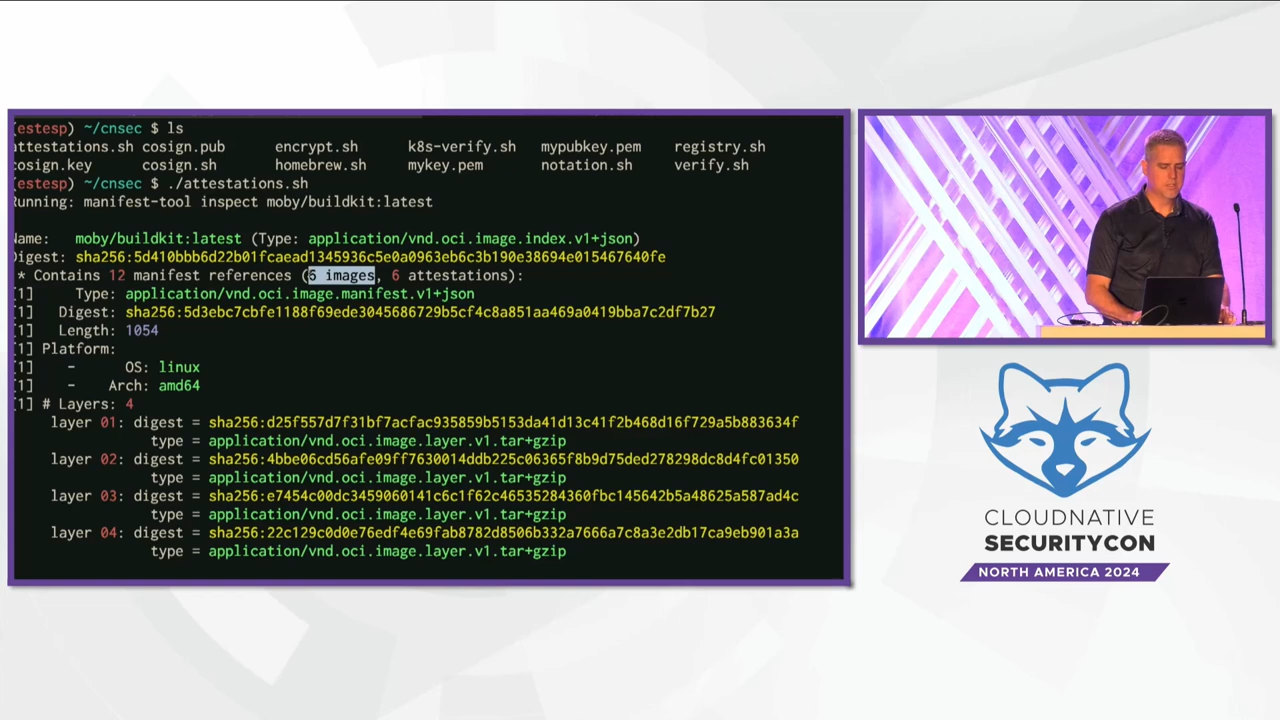 (estesp) ~/cnsec $ ls
attestations.sh cosign.pub encrypt.sh k8s-verify.sh mypubkey.pem registry.sh
cosign.key cosign.sh homebrew.sh mykey.pem notation.sh verify.sh
(estesp) ~/cnsec $ ./attestations.sh
Running: manifest-tool inspect moby/buildkit:latest
Name: moby/buildkit:latest (Type: application/vnd.oci.image.index.v1+json)
Digest: sha256:5d410bbb6d22b01fcaead1345936c5e0a0963eb6c3b190e38694e015467640fe
* Contains 12 manifest references (6 images, 6 attestations):
[1] Type: application/vnd.oci.image.manifest.v1+json
[1] Digest: sha256:5d3ebc7cbfe1188f69ede3045686729b5cf4c8a851aa469a0419bba7c2df7b27
[1] Length: 1054
[1] Platform:
[1] - OS: linux
[1] - Arch: amd64
[1] # Layers: 4
layer 01: digest = sha256:d25f557d7f31bf7acfac935859b5153da41d13c41f2b468d16f729a5b883634f
type = application/vnd.oci.image.layer.v1.tar+gzip
layer 02: digest = sha256:4bbe06cd56afe09ff7630014ddb225c06365f8b9d75ded278298dc8d4fc01350
type = application/vnd.oci.image.layer.v1.tar+gzip
layer 03: digest = sha256:e7454c00dc3459060141c6c1f62c46535284360fbc145642b5a48625a587ad4c
type = application/vnd.oci.image.layer.v1.tar+gzip
layer 04: digest = sha256:22c129c0d0e76edf4e69fab8782d8506b332a7666a7c8a3e2db17ca9eb901a3a
type = application/vnd.oci.image.layer.v1.tar+gzip
CLOUDNATIVE
SECURITYCON
NORTH AMERICA 2024